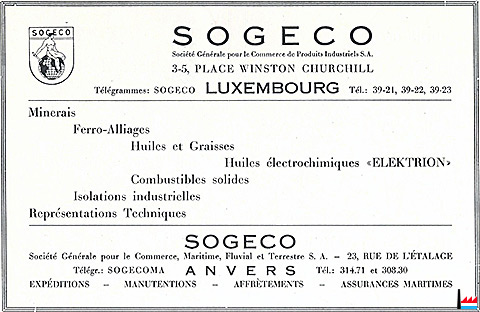 SOGECO
SOGECO
Société Générale pour le Commerce de Produits Industriels S.A.
3-5, PLACE WINSTON CHURCHILL
Télégrammes: SOGECO LUXEMBOURG Tél.: 39-21, 39-22, 39-23
Minerais
Ferro-Alliages
Huiles et Graisses
Huiles électrochimiques «ELEKTRION»
Combustibles solides
Isolations industrielles
Représentations Techniques
SOGECO
Société Générale pour le Commerce, Maritime, Fluvial et Terrestre S. A. – 23, RUE DE L'ÉTALAGE
Télégr.: SOGECOMA ANVERS Tél.: 314.71 et 308.30
EXPÉDITIONS – MANUTENTIONS – AFFRÈTEMENTS – ASSURANCES MARITIMES